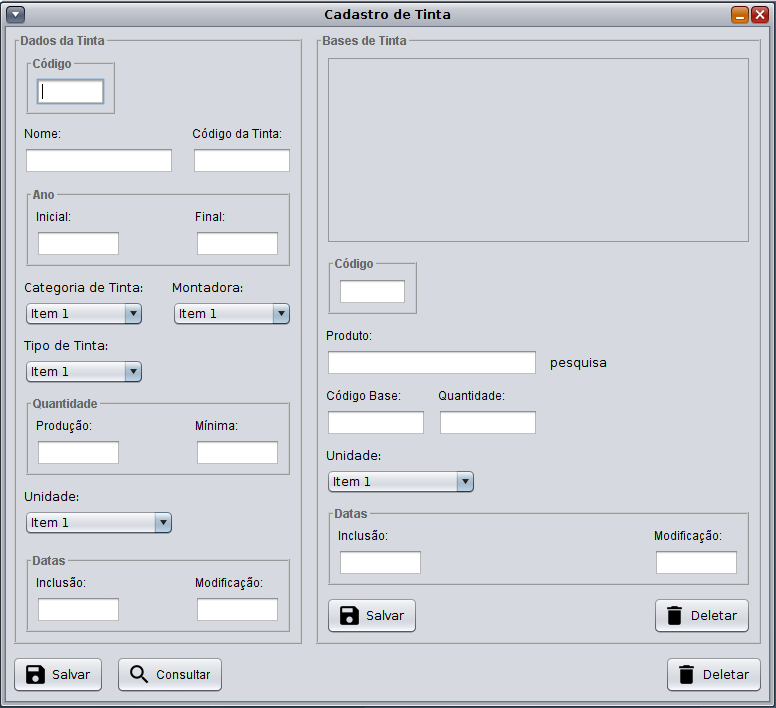 Cadastro de Tinta
Dados da Tinta
Código
Nome: Código da Tinta:
Ano
Inicial: Final:
Categoria de Tinta: Montadora:
Item 1 Item 1
Tipo de Tinta:
Item 1
Quantidade
Produção: Mínima:
Unidade:
Item 1
Datas
Inclusão: Modificação:
Bases de Tinta
Código
Produto:
pesquisa
Código Base: Quantidade:
Unidade:
Item 1
Datas
Inclusão: Modificação:
Salvar Deletar
Salvar Consultar Deletar